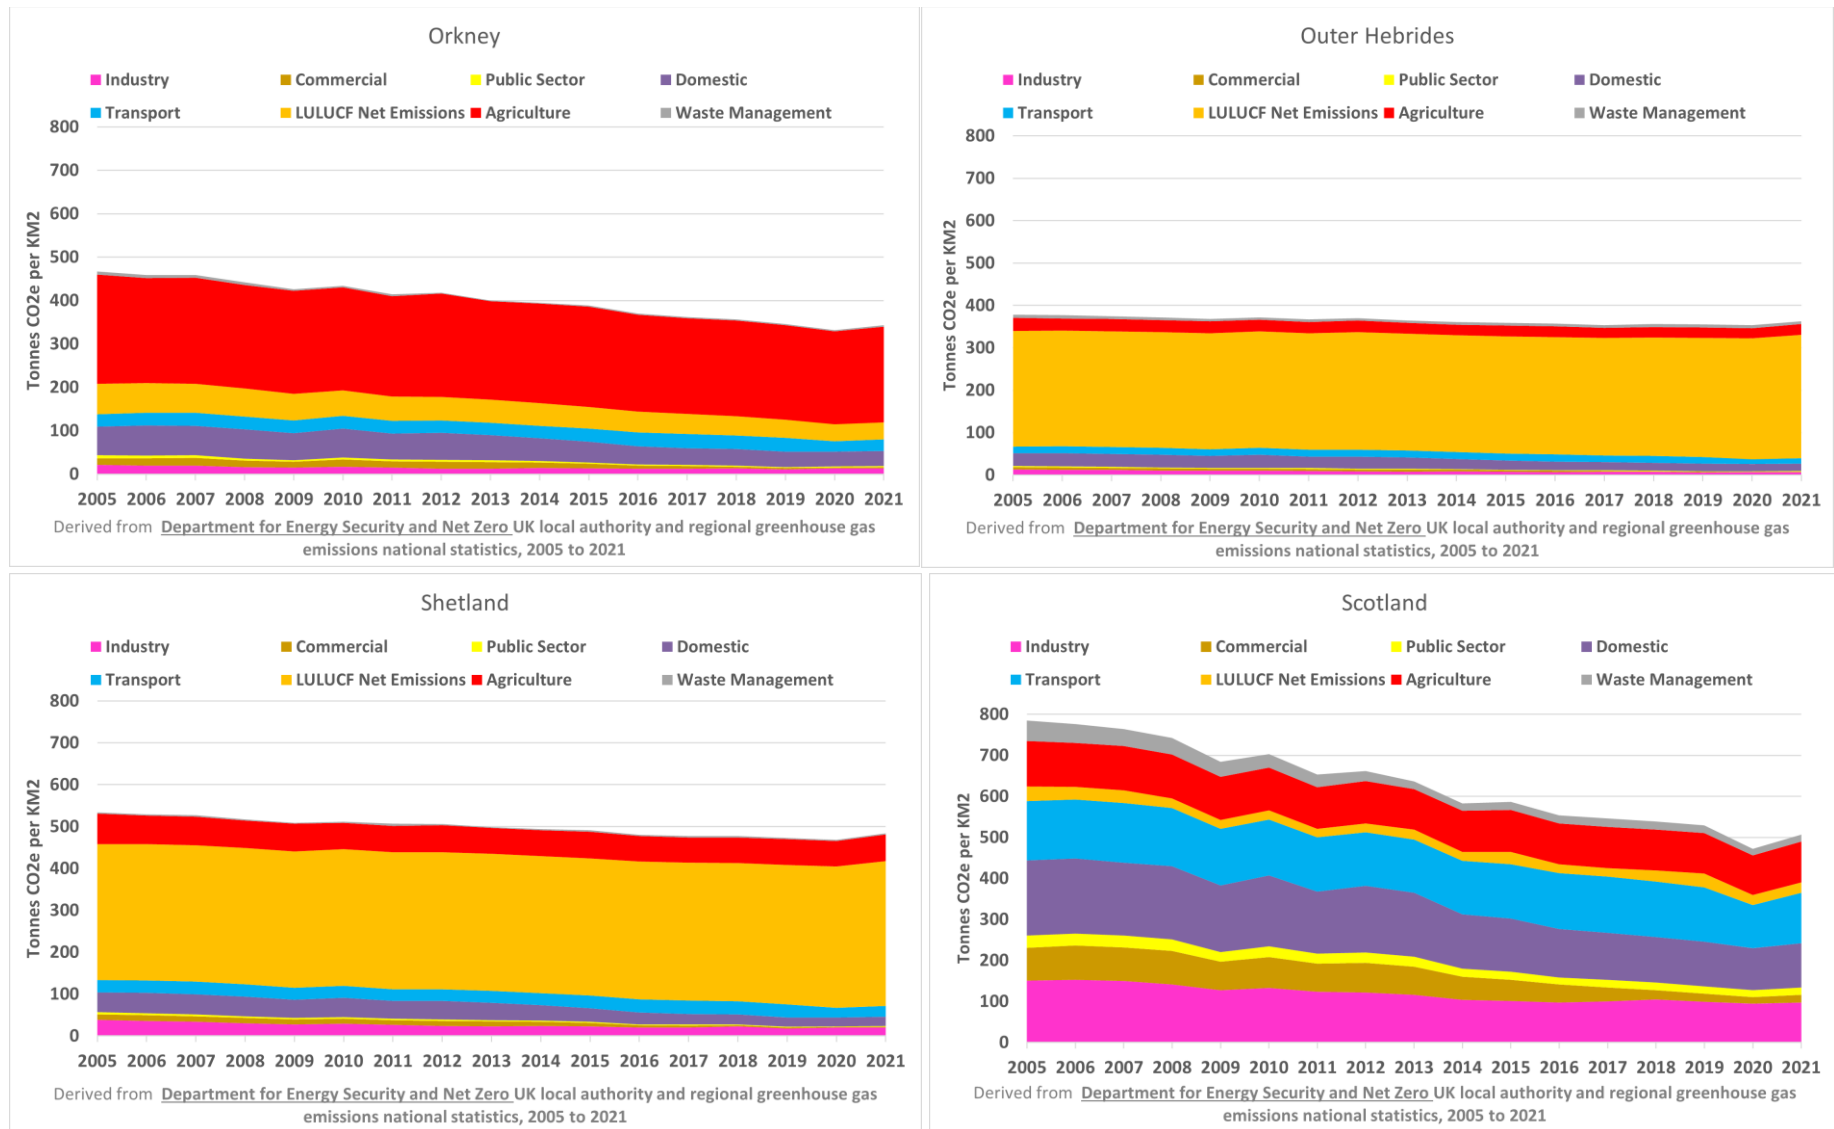 Orkney
Industry Commercial Public Sector Domestic
Transport LULUCF Net Emissions Agriculture Waste Management
Tonnes CO2e per KM2
800
700
600
500
400
300
200
100
0
2005 2006 2007 2008 2009 2010 2011 2012 2013 2014 2015 2016 2017 2018 2019 2020 2021
Derived from Department for Energy Security and Net Zero UK local authority and regional greenhouse gas
emissions national statistics, 2005 to 2021
Outer Hebrides
Industry Commercial Public Sector Domestic
Transport LULUCF Net Emissions Agriculture Waste Management
Tonnes CO2e per KM2
800
700
600
500
400
300
200
100
0
2005 2006 2007 2008 2009 2010 2011 2012 2013 2014 2015 2016 2017 2018 2019 2020 2021
Derived from Department for Energy Security and Net Zero UK local authority and regional greenhouse gas
emissions national statistics, 2005 to 2021
Shetland
Industry Commercial Public Sector Domestic
Transport LULUCF Net Emissions Agriculture Waste Management
Tonnes CO2e per KM2
800
700
600
500
400
300
200
100
0
2005 2006 2007 2008 2009 2010 2011 2012 2013 2014 2015 2016 2017 2018 2019 2020 2021
Derived from Department for Energy Security and Net Zero UK local authority and regional greenhouse gas
emissions national statistics, 2005 to 2021
Scotland
Industry Commercial Public Sector Domestic
Transport LULUCF Net Emissions Agriculture Waste Management
Tonnes CO2e per KM2
800
700
600
500
400
300
200
100
0
2005 2006 2007 2008 2009 2010 2011 2012 2013 2014 2015 2016 2017 2018 2019 2020 2021
Derived from Department for Energy Security and Net Zero UK local authority and regional greenhouse gas
emissions national statistics, 2005 to 2021